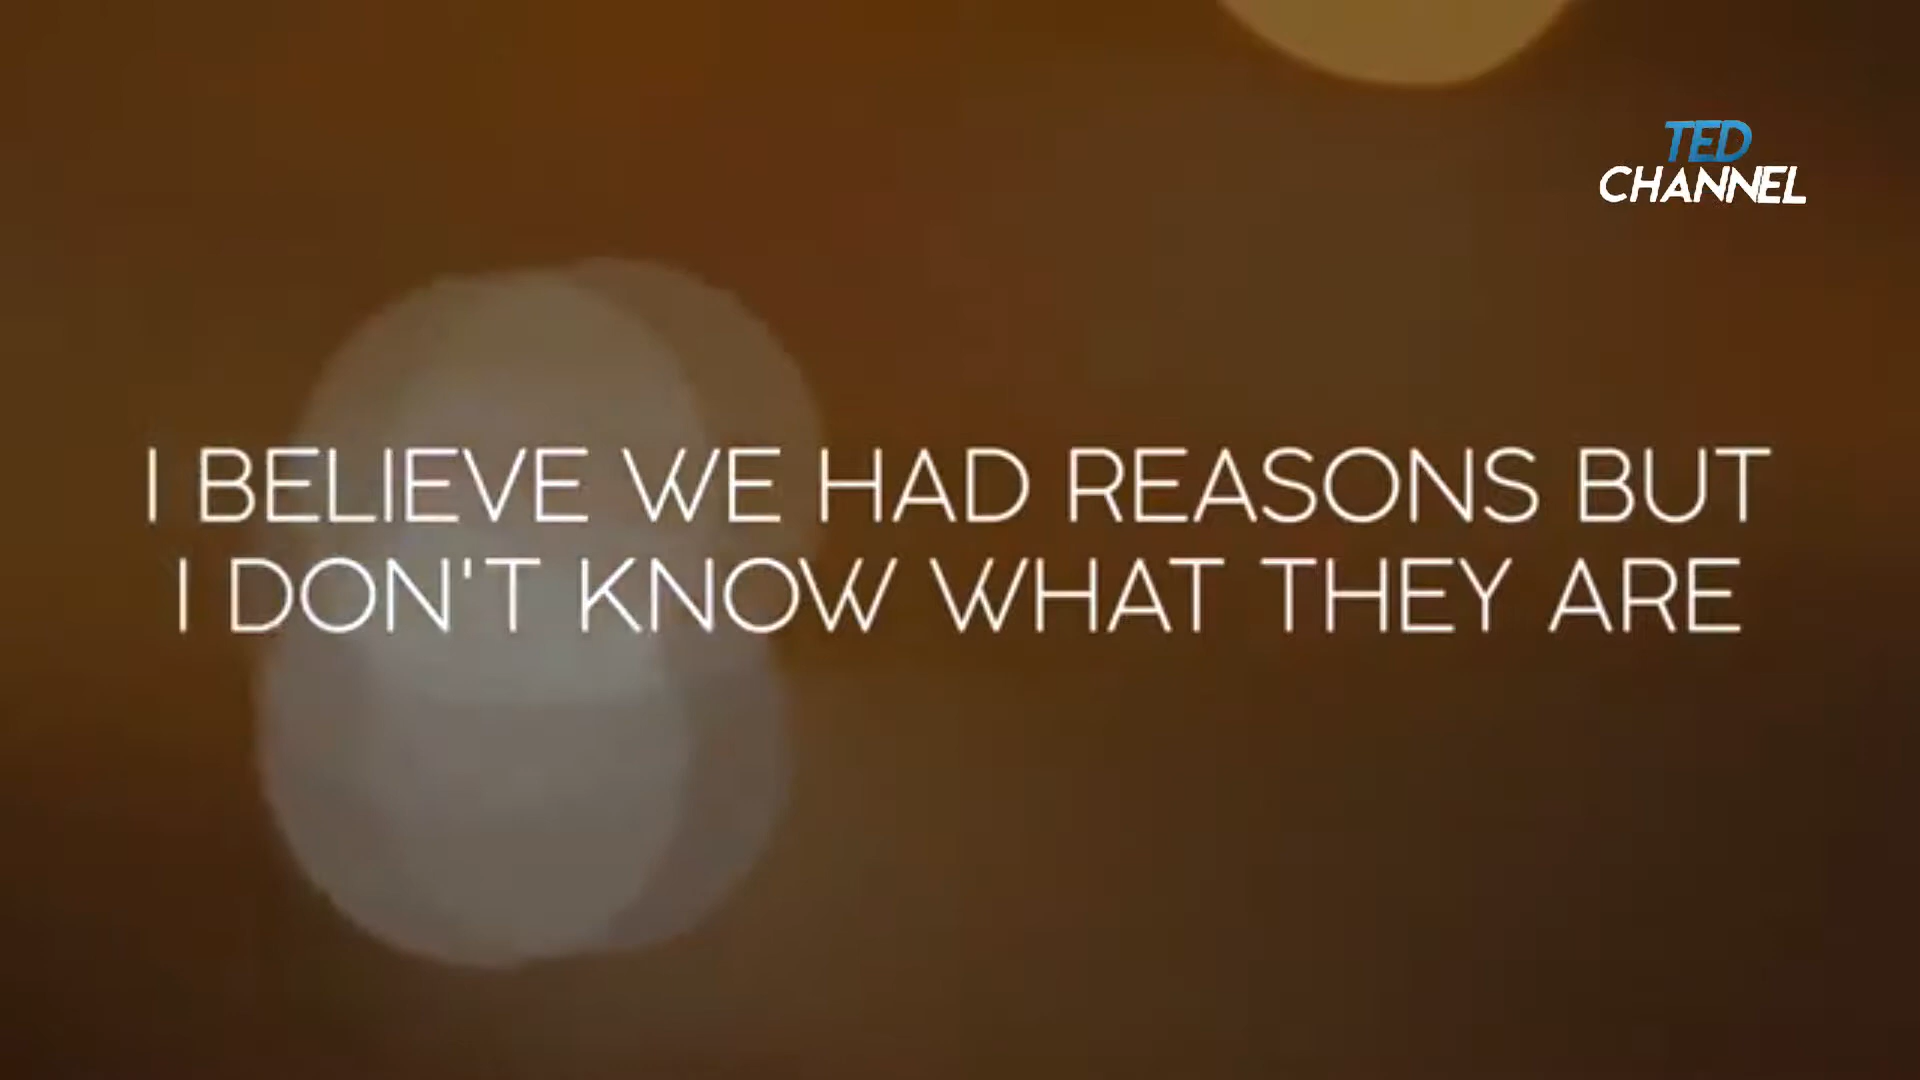 TED
CHANNEL
I BELIEVE WE HAD REASONS BUT
I DON'T KNOW WHAT THEY ARE